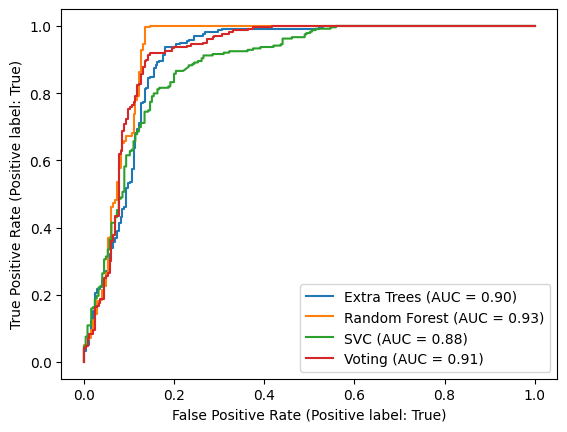 1.0
0.8
0.6
0.4
0.2
0.0
True Positive Rate (Positive label: True)
Extra Trees (AUC = 0.90)
Random Forest (AUC = 0.93)
SVC (AUC = 0.88)
Voting (AUC = 0.91)
0.0 0.2 0.4 0.6 0.8 1.0
False Positive Rate (Positive label: True)